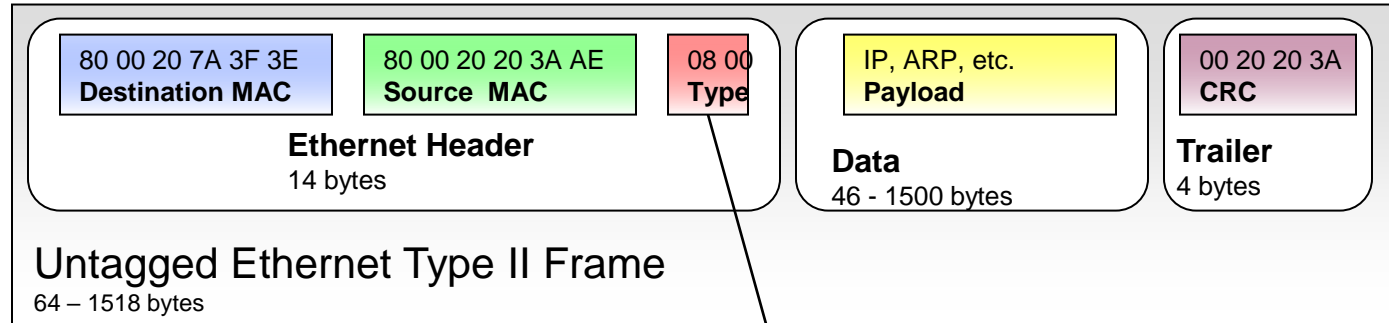 80 00 20 7A 3F 3E
Destination MAC
80 00 20 20 3A AE
Source MAC
08 00
Type
Ethernet Header
14 bytes
IP, ARP, etc.
Payload
Data
46 - 1500 bytes
00 20 20 3A
CRC
Trailer
4 bytes
Untagged Ethernet Type II Frame
64 – 1518 bytes